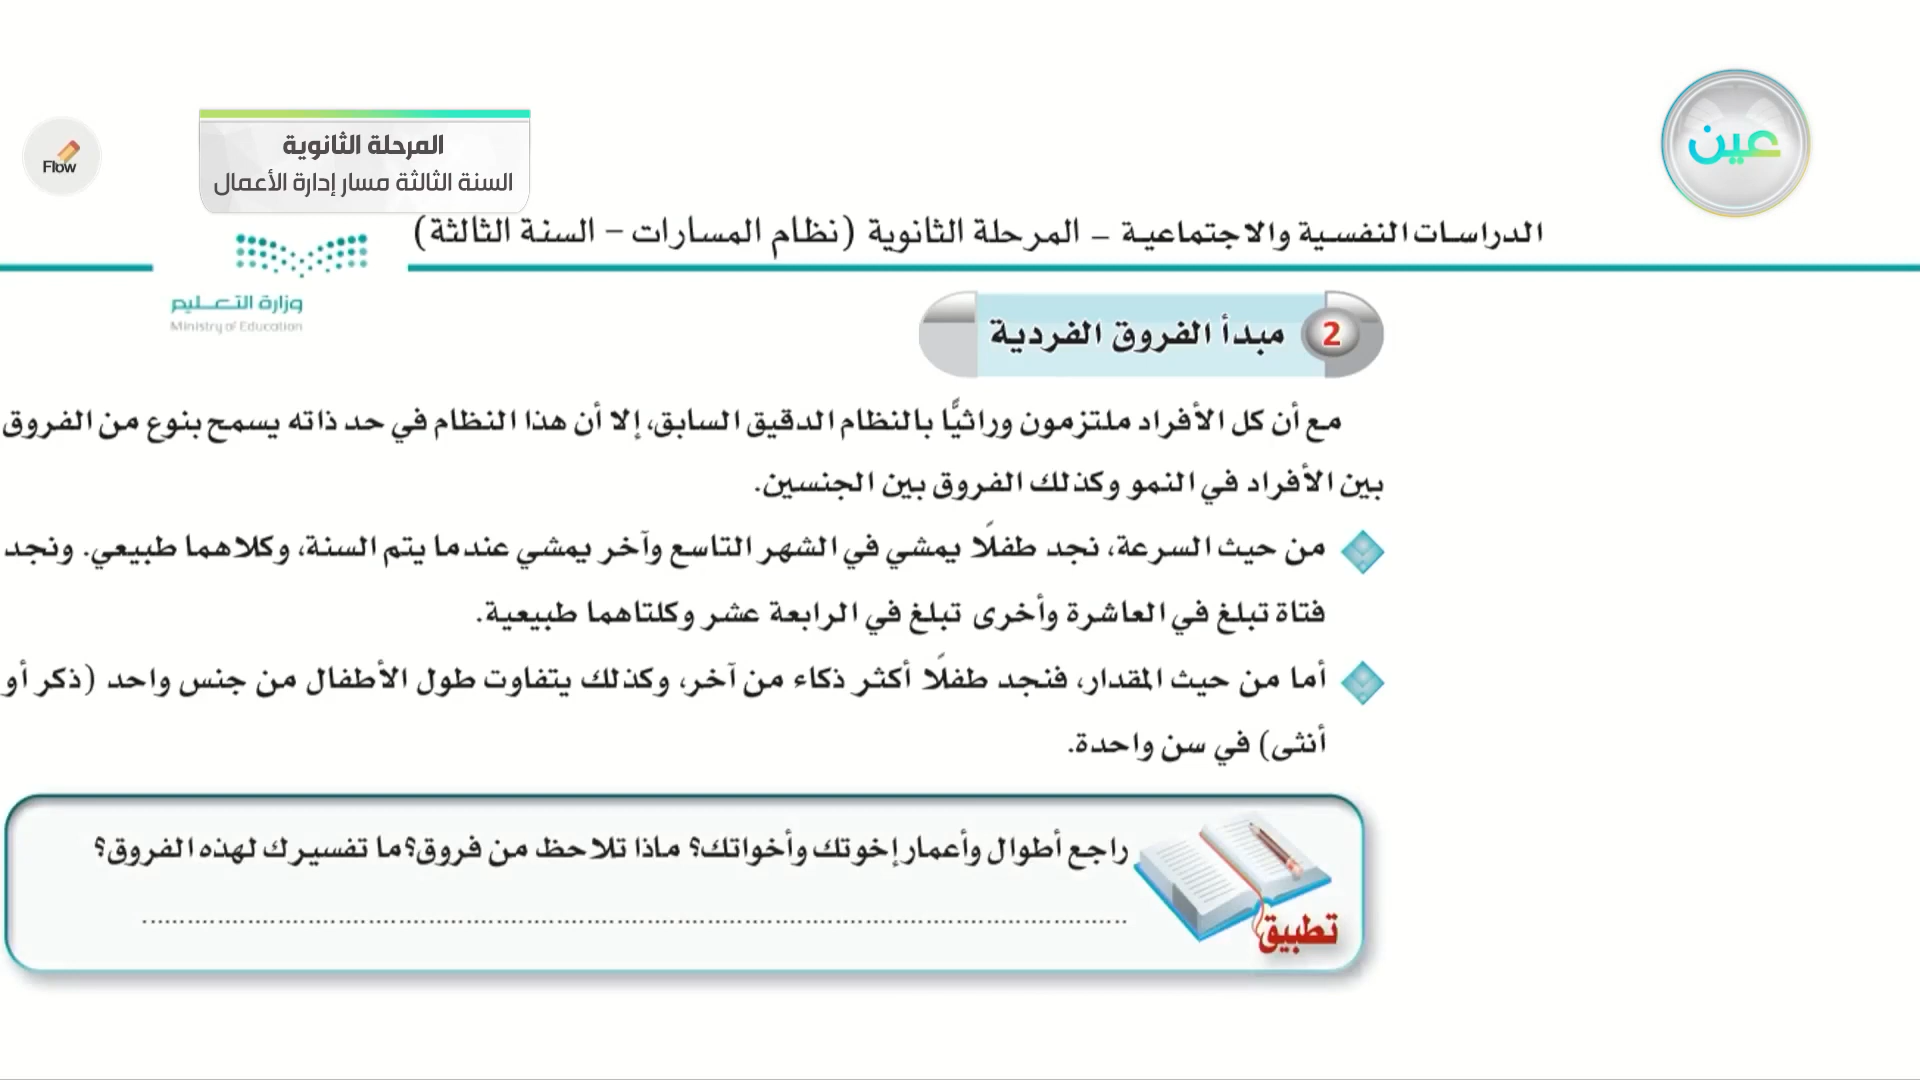 عين
المرحلة الثانوية
السنة الثالثة مسار إدارة الأعمال
Flow
الدراسات النفسية والاجتماعية – المرحلة الثانوية (نظام المسارات – السنة الثالثة)
وزارة التعليم
Ministry of Education
2 مبدأ الفروق الفردية
مع أن كل الأفراد ملتزمون وراثيًّا بالنظام الدقيق السابق، إلا أن هذا النظام في حد ذاته يسمح بنوع من الفروق
بين الأفراد في النمو وكذلك الفروق بين الجنسين.
من حيث السرعة، نجد طفلًا يمشي في الشهر التاسع وآخر يمشي عندما يتم السنة، وكلاهما طبيعي. ونجد
فتاة تبلغ في العاشرة وأخرى تبلغ في الرابعة عشر وكلتاهما طبيعية.
أما من حيث المقدار، فنجد طفلًا أكثر ذكاء من آخر، وكذلك يتفاوت طول الأطفال من جنس واحد (ذكر أو
أنثى) في سن واحدة.
راجع أطوال وأعمار إخوتك وأخواتك؟ ماذا تلاحظ من فروق؟ ما تفسيرك لهذه الفروق؟
تطبيق